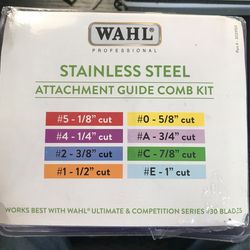 WAHL®
PROFESSIONAL
STAINLESS STEEL
ATTACHMENT GUIDE COMB KIT
#5 - 1/8” cut
#0 - 5/8” cut
#4 - 1/4” cut
#A - 3/4” cut
#2 - 3/8” cut
#C - 7/8” cut
#1 - 1/2” cut
#E - 1” cut
WORKS BEST WITH WAHL® ULTIMATE & COMPETITION SERIES #30 BLADES